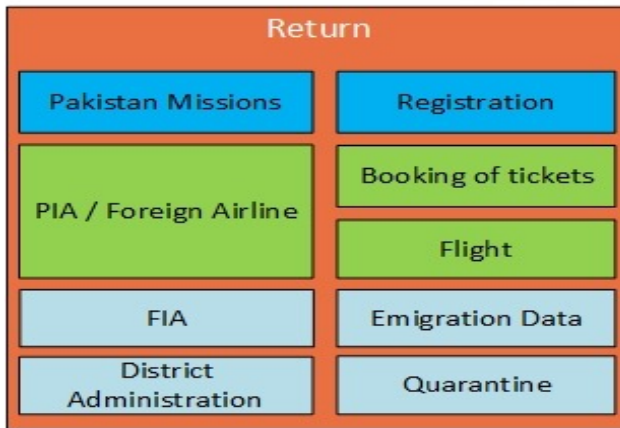 Return
Pakistan Missions
Registration
PIA / Foreign Airline
Booking of tickets
Flight
FIA
Emigration Data
District
Administration
Quarantine